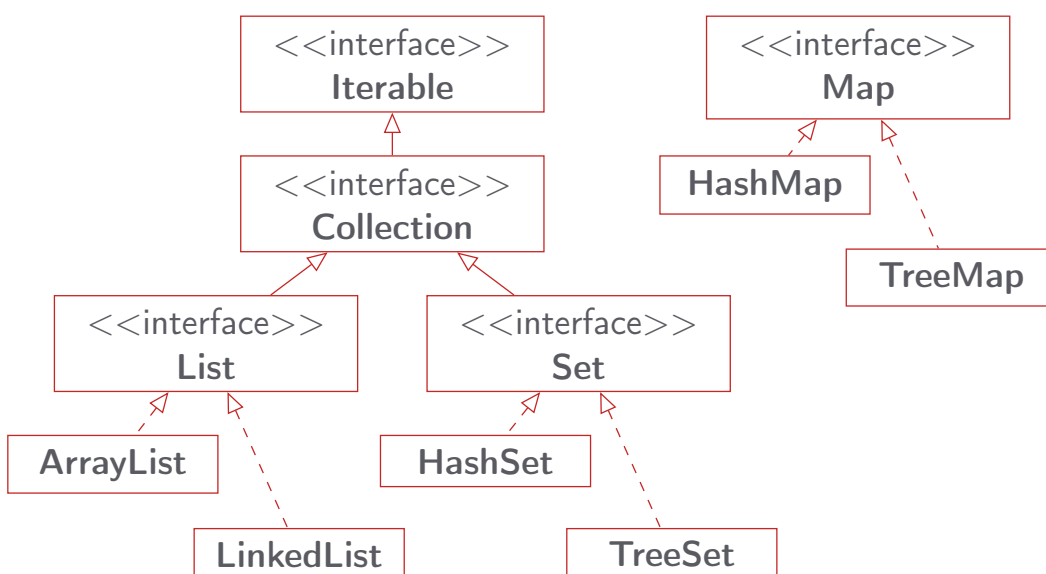 <<interface>>
Iterable
<<interface>>
Map
<<interface>>
Collection
HashMap
TreeMap
<<interface>>
List
<<interface>>
Set
ArrayList
HashSet
LinkedList
TreeSet